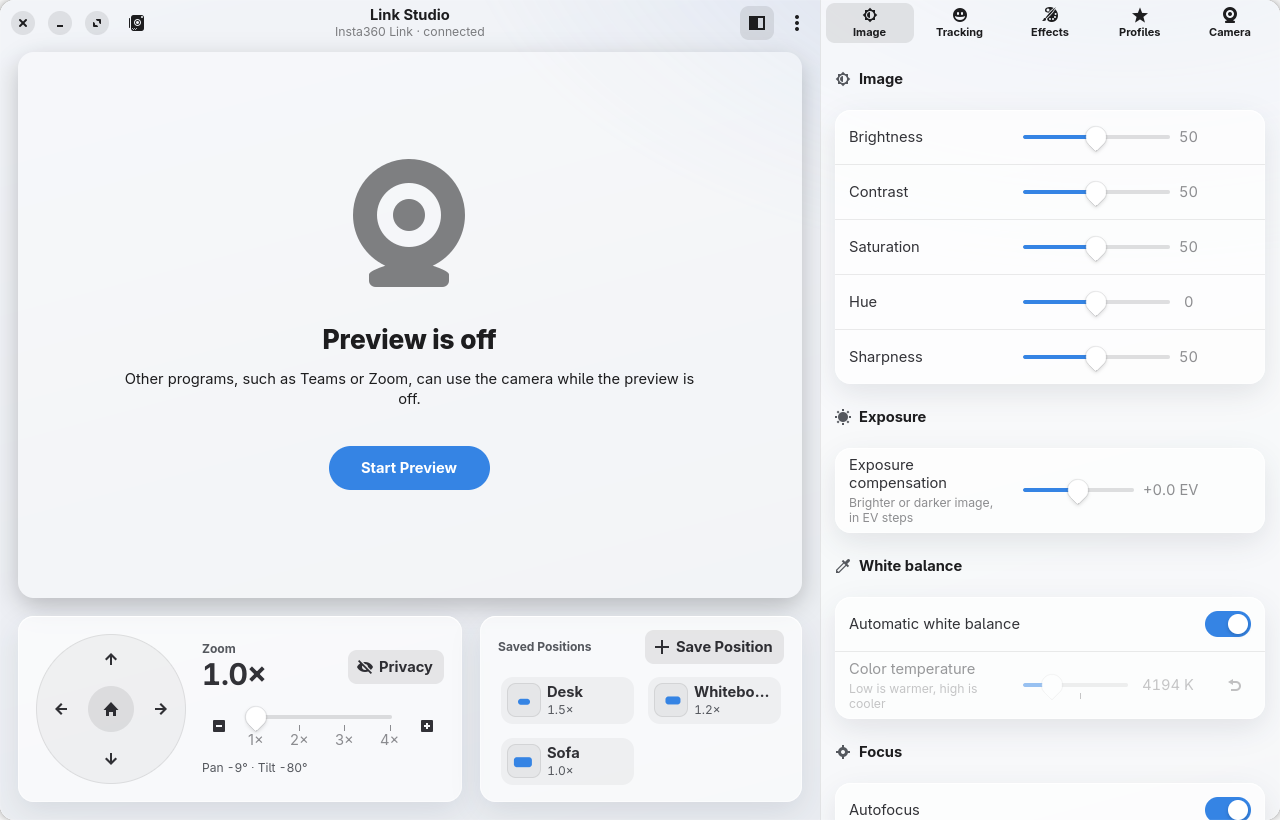 Link Studio
Insta360 Link · connected
Preview is off
Other programs, such as Teams or Zoom, can use the camera while the preview is
off.
Start Preview
Zoom
1.0×
Privacy
1×
2×
3×
4×
Pan -9° · Tilt -80°
Saved Positions
Save Position
Desk
1.5×
Whitebo…
1.2×
Sofa
1.0×
Image
Tracking
Effects
Profiles
Camera
Image
Brightness
50
Contrast
50
Saturation
50
Hue
0
Sharpness
50
Exposure
Exposure
compensation
Brighter or darker image,
in EV steps
+0.0 EV
White balance
Automatic white balance
Color temperature
Low is warmer, high is
cooler
4194 K
Focus
Autofocus